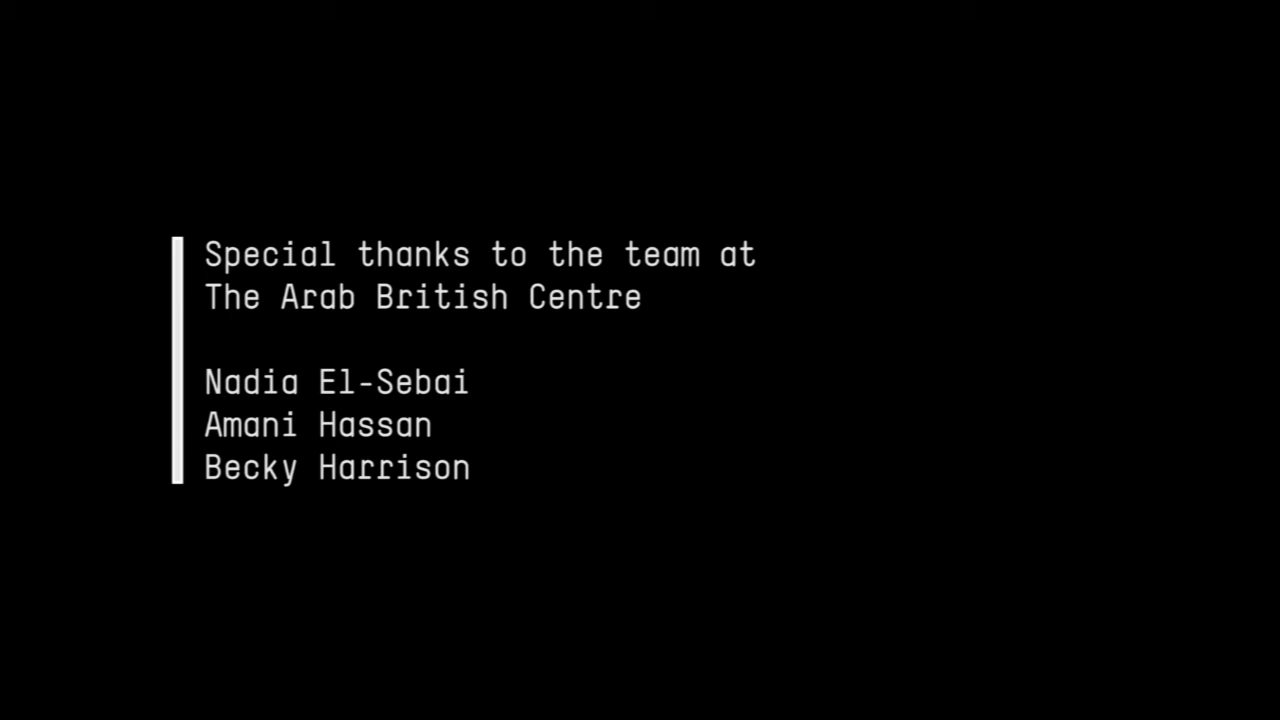 Special thanks to the team at
The Arab British Centre
Nadia El-Sebai
Amani Hassan
Becky Harrison